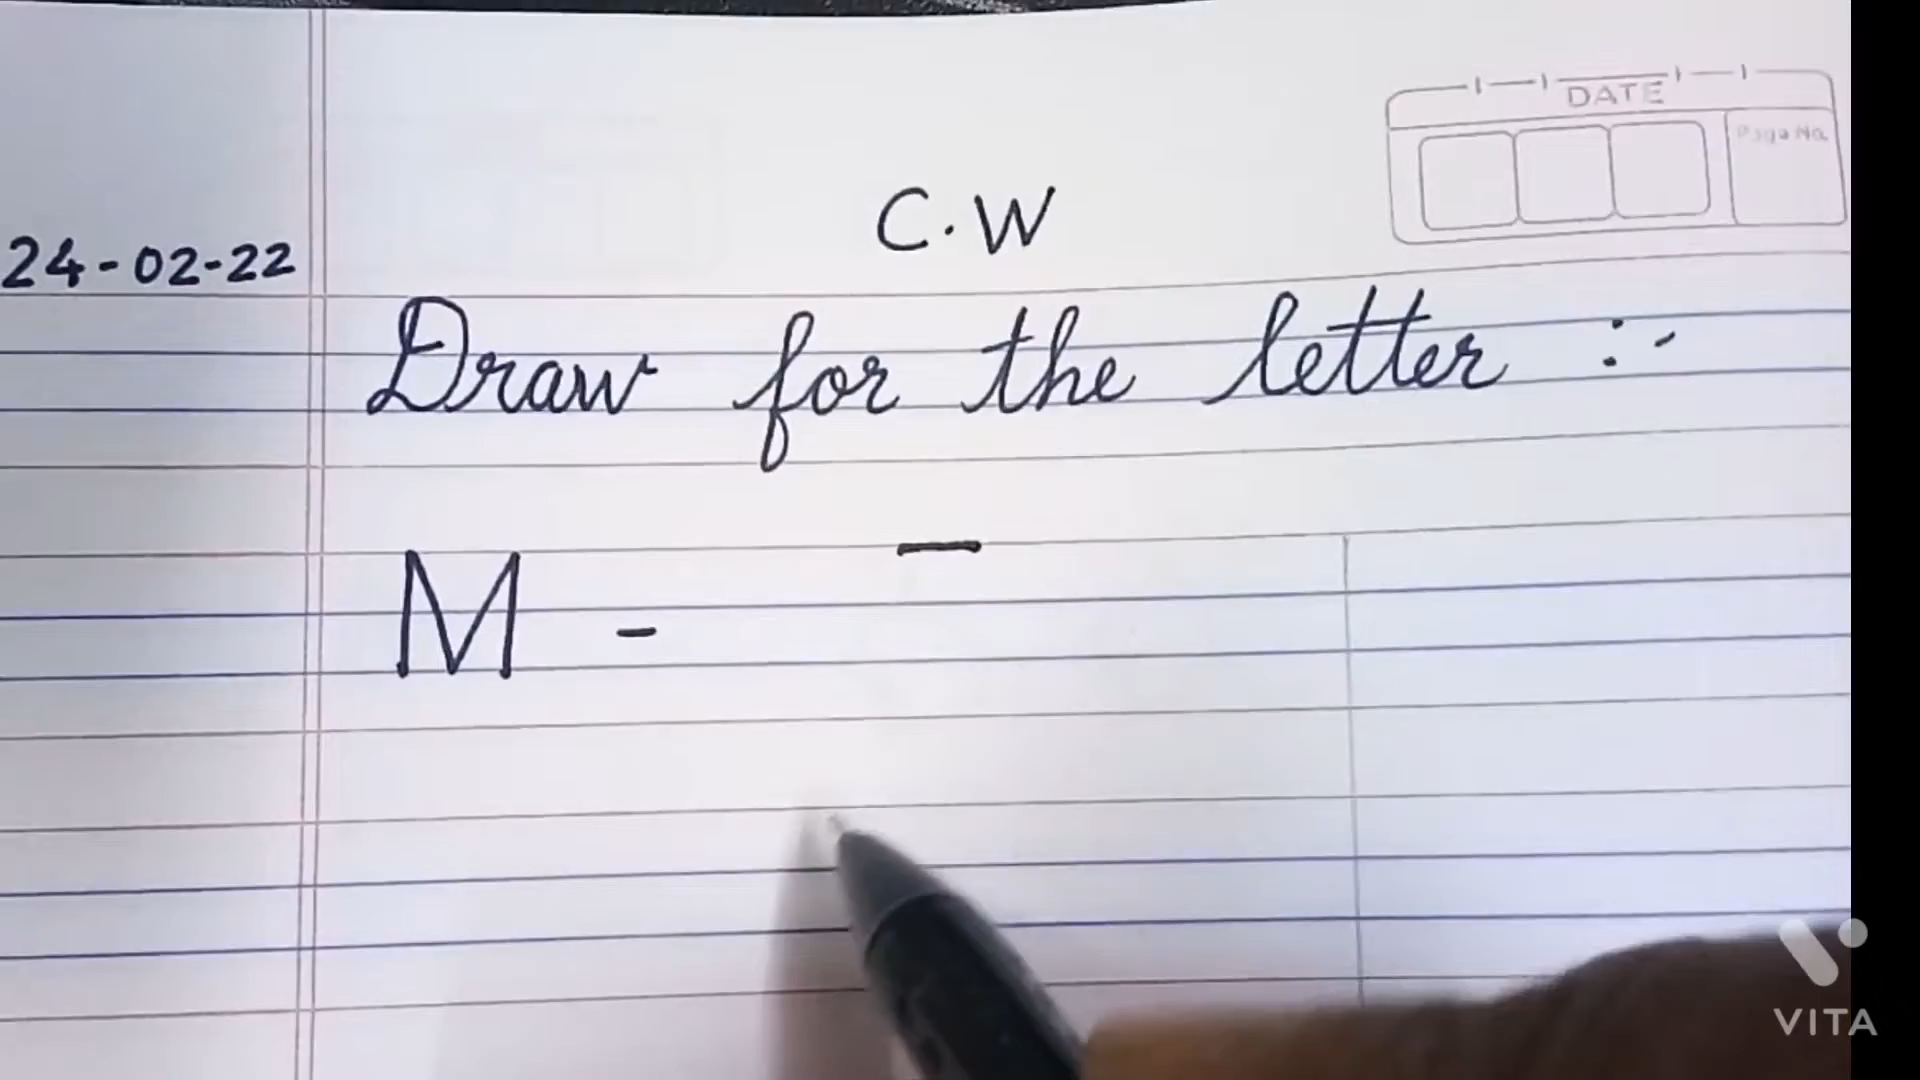 DATE
Page No.
C.W
24-02-22
Draw for the letter :-
M -
VITA